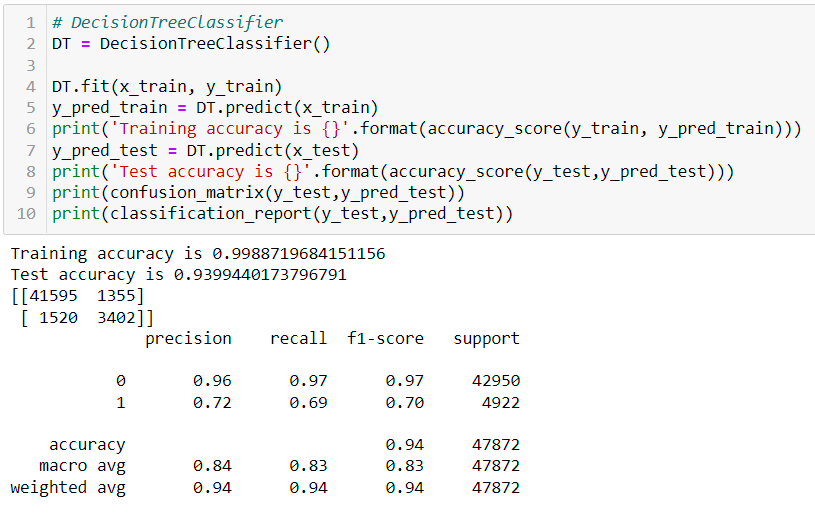 1 # DecisionTreeClassifier
2 DT = DecisionTreeClassifier()
3
4 DT.fit(x_train, y_train)
5 y_pred_train = DT.predict(x_train)
6 print('Training accuracy is {}'.format(accuracy_score(y_train, y_pred_train)))
7 y_pred_test = DT.predict(x_test)
8 print('Test accuracy is {}'.format(accuracy_score(y_test,y_pred_test)))
9 print(confusion_matrix(y_test,y_pred_test))
10 print(classification_report(y_test,y_pred_test))
Training accuracy is 0.9988719684151156
Test accuracy is 0.9399440173796791
[[41595  1355]
 [ 1520  3402]]
             precision    recall  f1-score   support

          0       0.96      0.97      0.97     42950
          1       0.72      0.69      0.70      4922

   accuracy                           0.94     47872
  macro avg       0.84      0.83      0.83     47872
weighted avg      0.94      0.94      0.94     47872